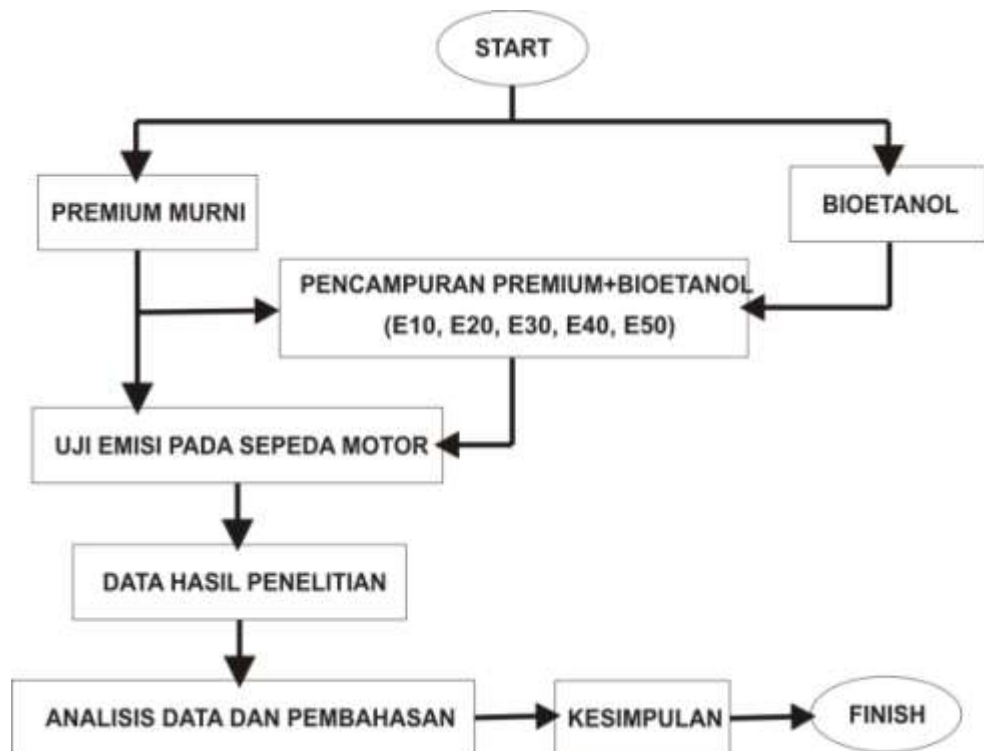 START
PREMIUM MURNI
BIOETANOL
PENCAMPURAN PREMIUM+BIOETANOL
(E10, E20, E30, E40, E50)
UJI EMISI PADA SEPEDA MOTOR
DATA HASIL PENELITIAN
ANALISIS DATA DAN PEMBAHASAN
KESIMPULAN
FINISH